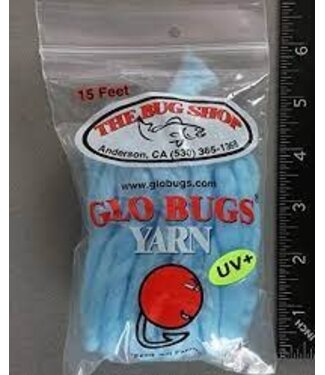 15 Feet
THE BUG SHOP
Anderson, CA (530) 365-1368
www.globugs.com
GLO BUGS®
YARN
UV+
6
5
4
3
2
1
INCH